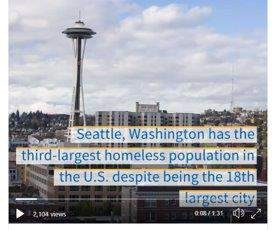 Seattle, Washington has the
third-largest homeless population in
the U.S. despite being the 18th
largest city
2,104 views
0:08 / 1:31